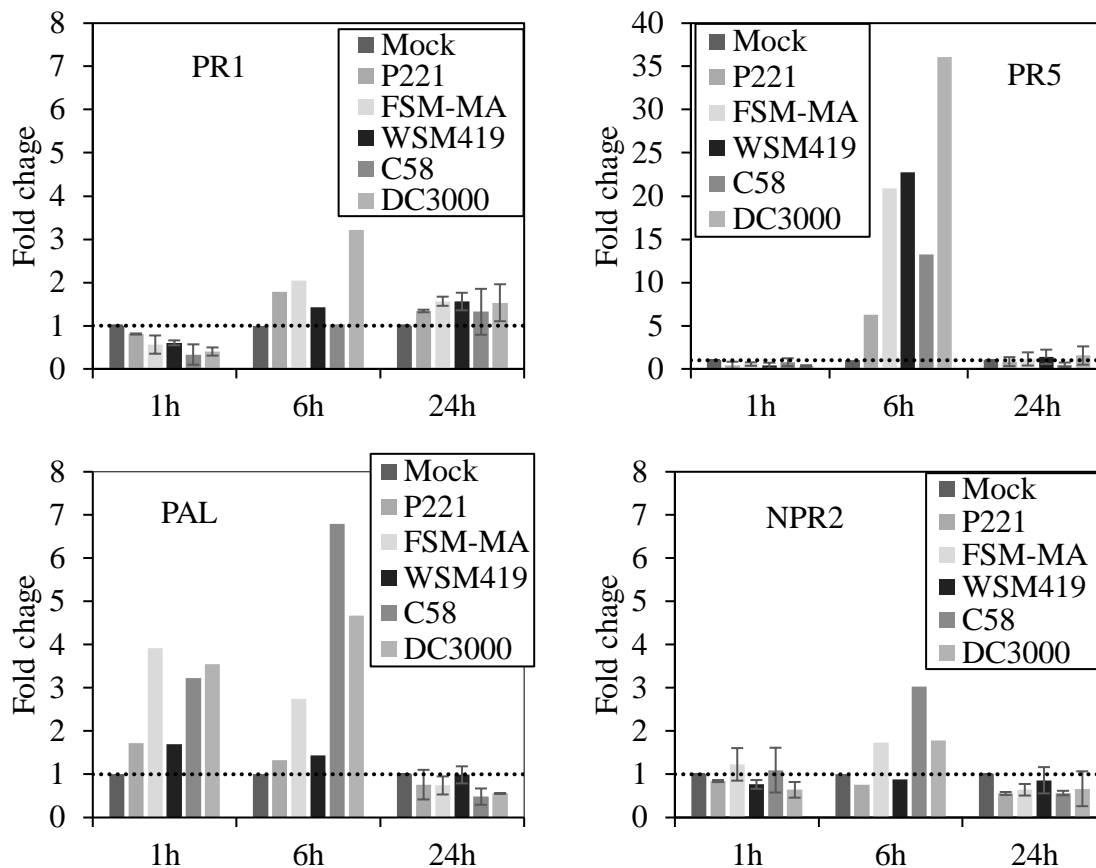 PR1
Fold chage
8
7
6
5
4
3
2
1
0
Mock
P221
FSM-MA
WSM419
C58
DC3000
1h 6h 24h
PR5
Fold chage
40
35
30
25
20
15
10
5
0
Mock
P221
FSM-MA
WSM419
C58
DC3000
1h 6h 24h
PAL
Fold chage
8
7
6
5
4
3
2
1
0
Mock
P221
FSM-MA
WSM419
C58
DC3000
1h 6h 24h
NPR2
Fold chage
8
7
6
5
4
3
2
1
0
Mock
P221
FSM-MA
WSM419
C58
DC3000
1h 6h 24h